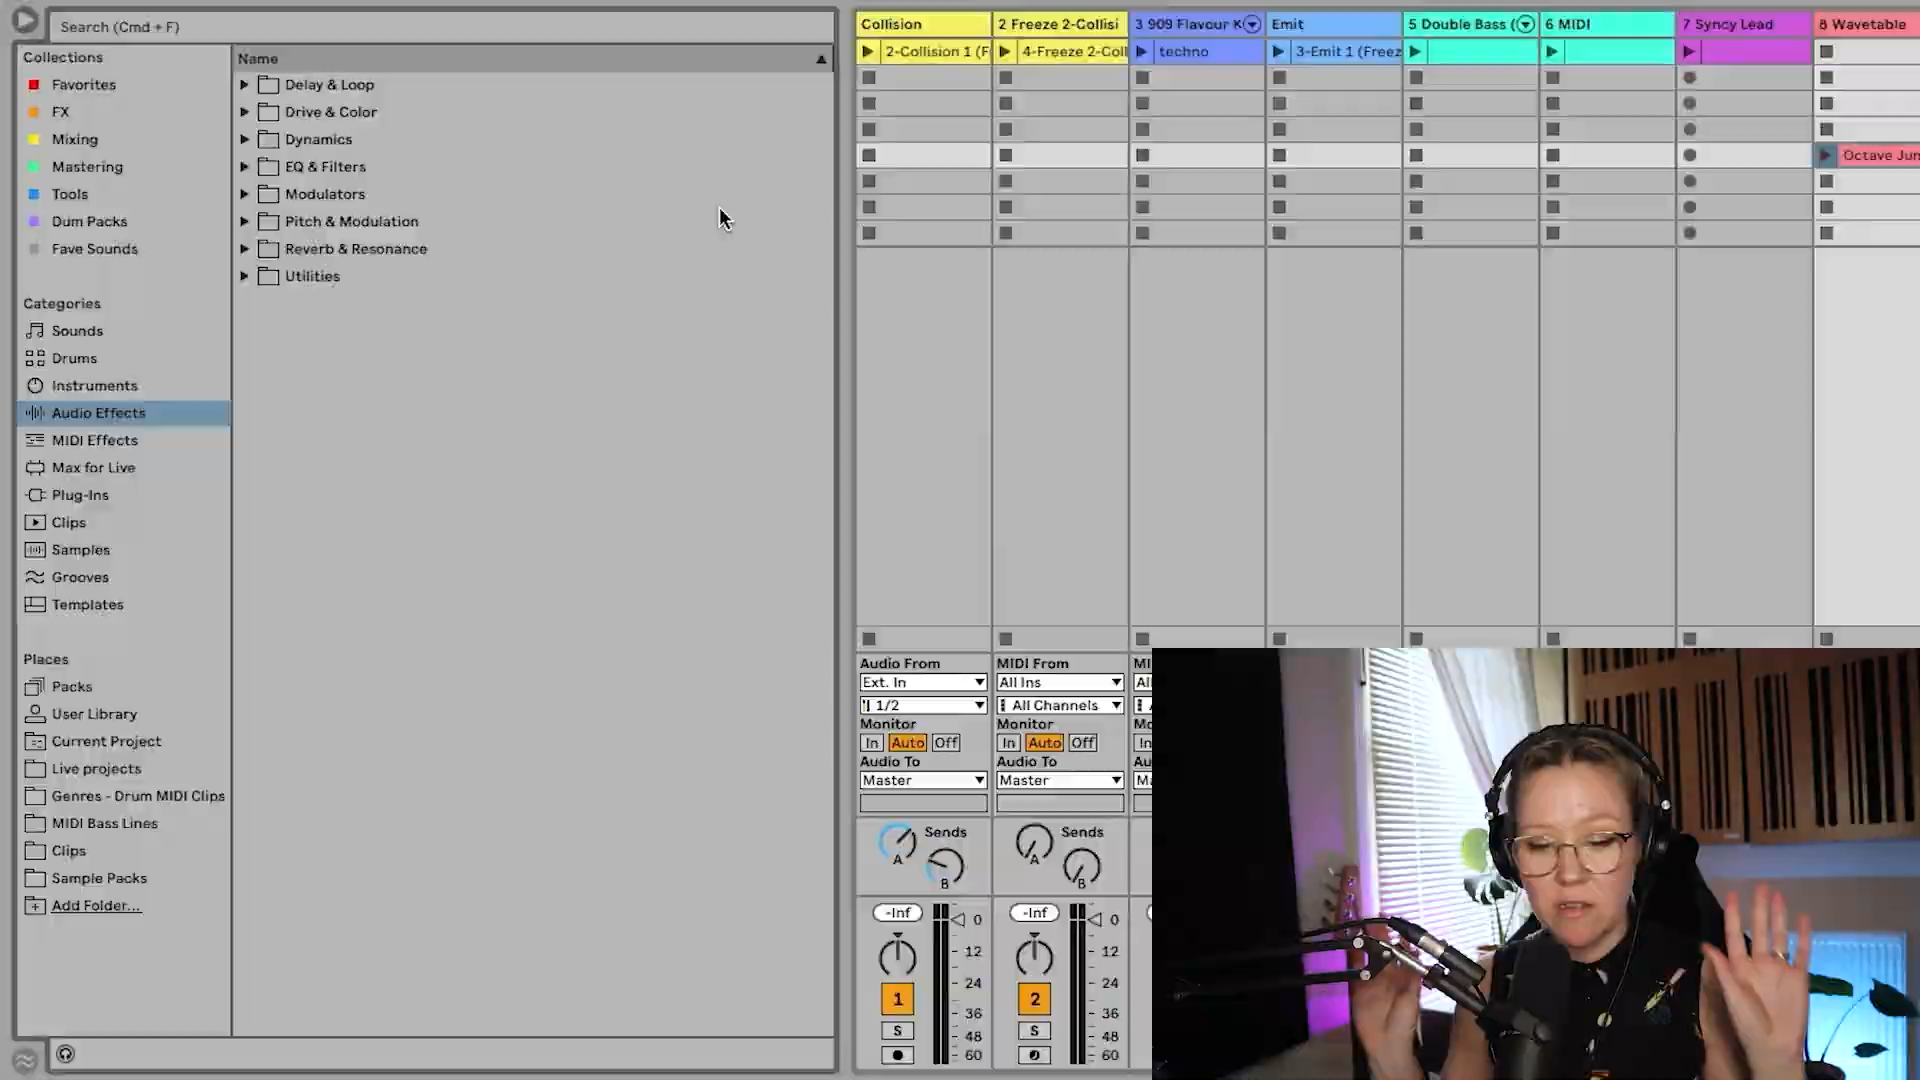 Search (Cmd + F)
Collections
Favorites
FX
Mixing
Mastering
Tools
Dum Packs
Fave Sounds
Categories
Sounds
Drums
Instruments
Audio Effects
MIDI Effects
Max for Live
Plug-Ins
Clips
Samples
Grooves
Templates
Places
Packs
User Library
Current Project
Live projects
Genres - Drum MIDI Clips
MIDI Bass Lines
Clips
Sample Packs
Add Folder...
Name
Delay & Loop
Drive & Color
Dynamics
EQ & Filters
Modulators
Pitch & Modulation
Reverb & Resonance
Utilities
Collision
2 Freeze 2-Collisi
3 909 Flavour K
Emit
5 Double Bass (
6 MIDI
7 Syncy Lead
8 Wavetable
2-Collision 1 (F
4-Freeze 2-Coll
techno
3-Emit 1 (Freez
Octave Jun
Audio From
Ext. In
1/2
Monitor
In Auto Off
Audio To
Master
Sends
A
B
-Inf
0
12
24
36
48
60
1
S
MIDI From
All Ins
All Channels
Monitor
In Auto Off
Audio To
Master
Sends
A
B
-Inf
0
12
24
36
48
60
2
S
MI
Al
Mo
In
Au
Ma